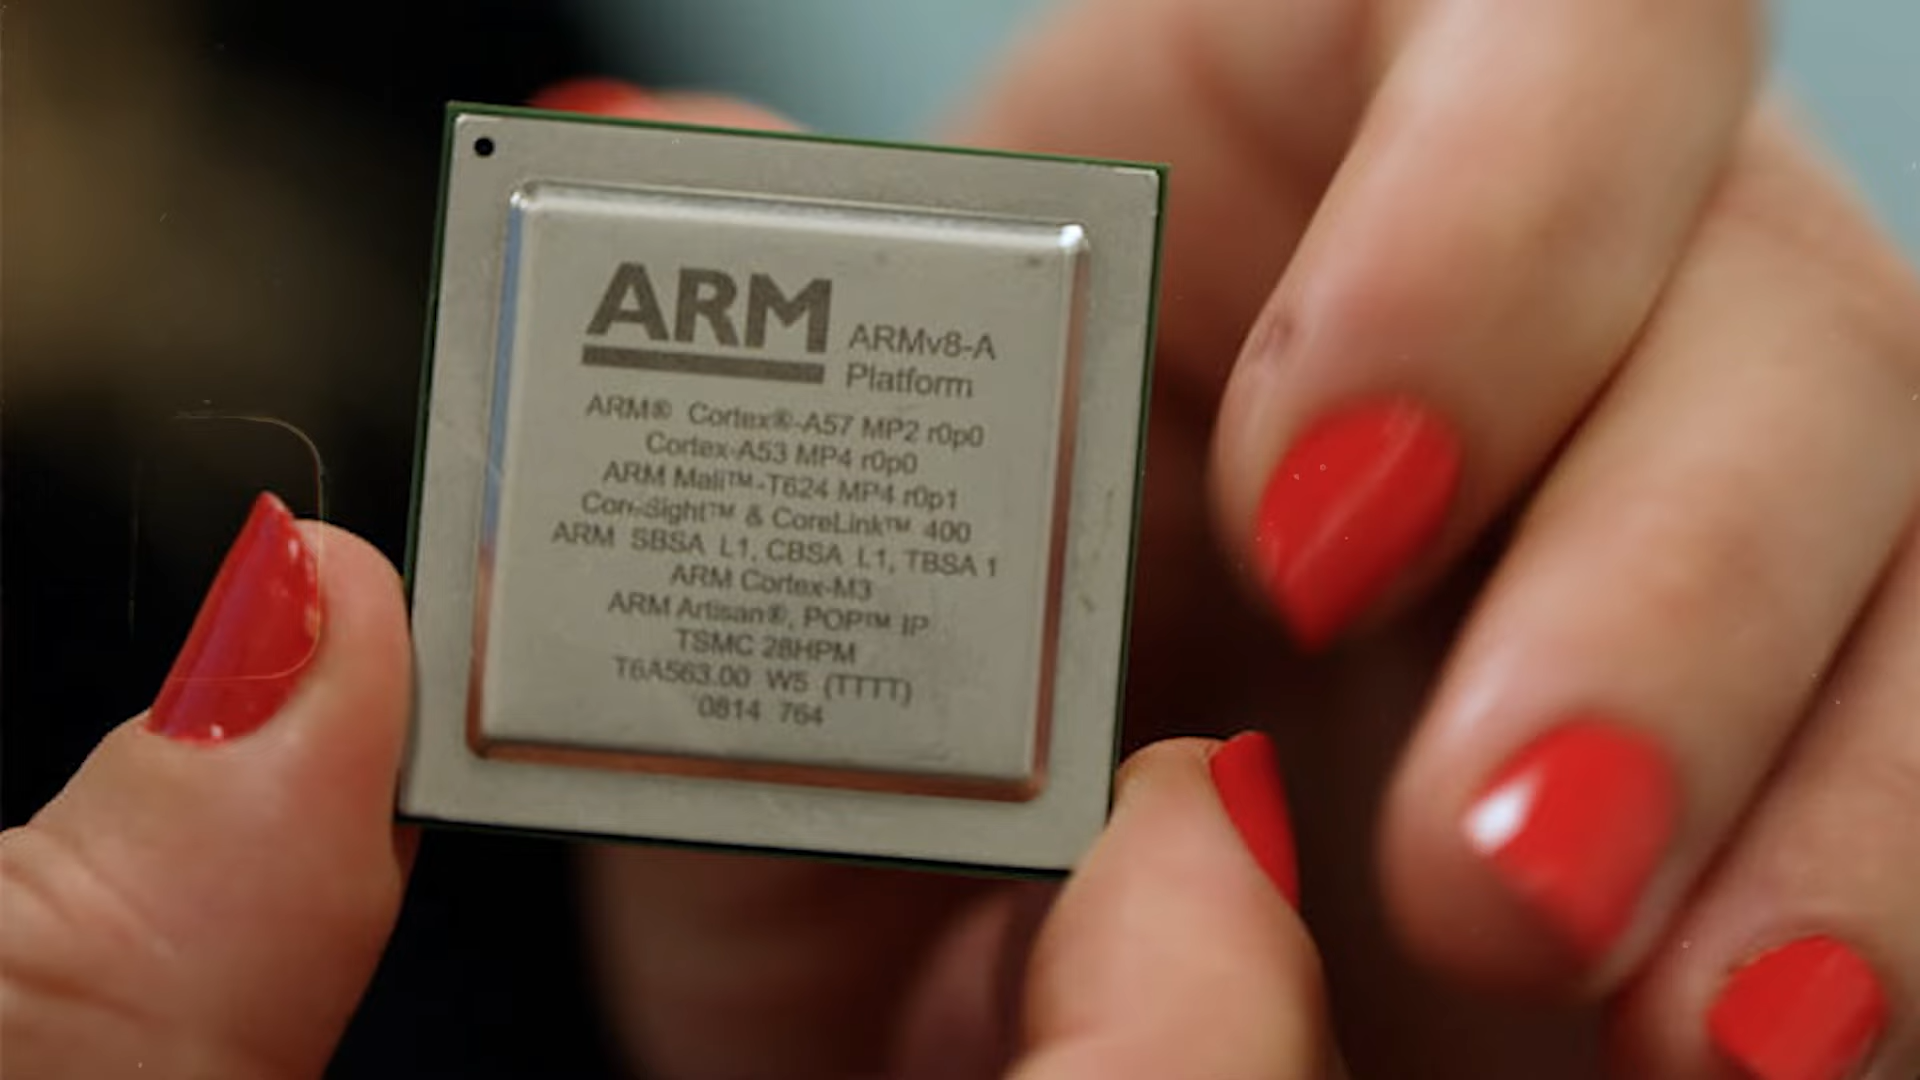 ARM ARMv8-A
Platform
ARM® Cortex®-A57 MP2 r0p0
Cortex-A53 MP4 r0p0
ARM Mali™-T624 MP4 r0p1
CoreSight™ & CoreLink™ 400
ARM SBSA L1, CBSA L1, TBSA 1
ARM Cortex-M3
ARM Artisan®, POP™ IP
TSMC 28HPM
T6A563.00 W5 (TTTT)
0814 764